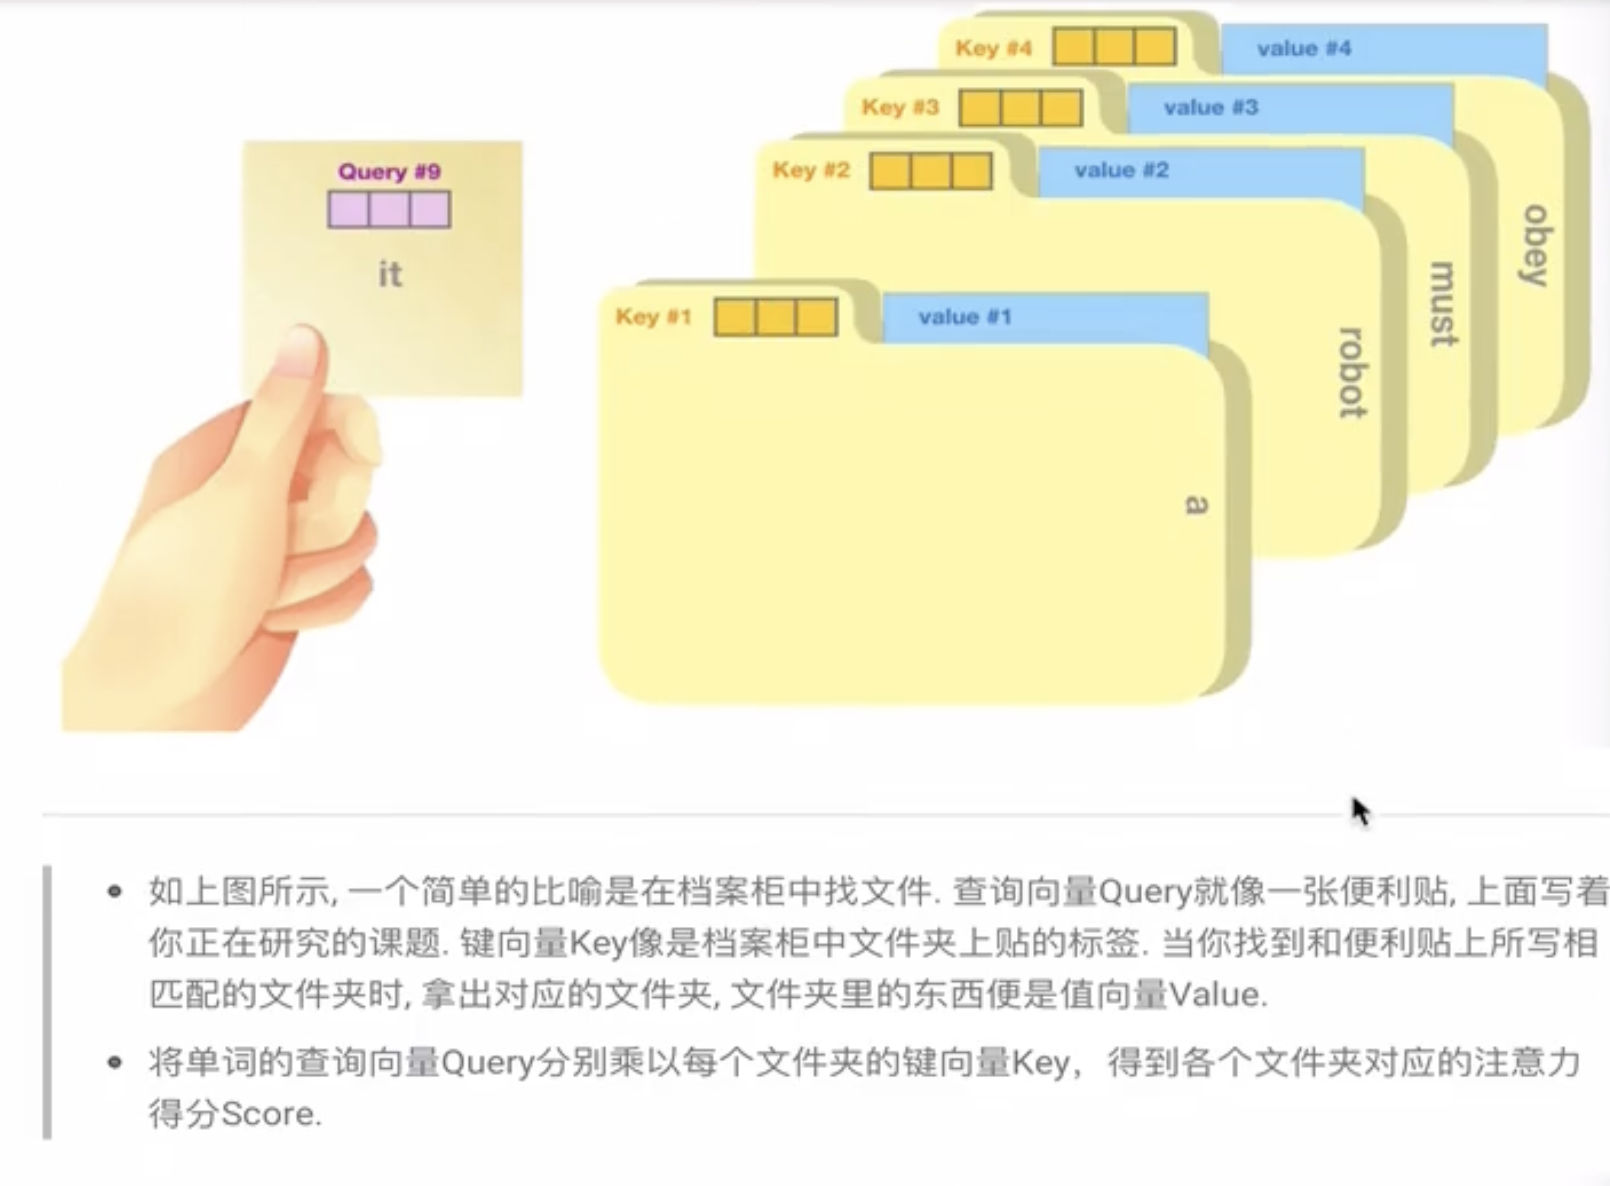 Key #4
value #4
Key #3
value #3
Key #2
value #2
Query #9
it
Key #1
value #1
obey
must
robot
a
如上图所示, 一个简单的比喻是在档案柜中找文件. 查询向量Query就像一张便利贴, 上面写着
你正在研究的课题. 键向量Key像是档案柜中文件夹上贴的标签. 当你找到和便利贴上所写相
匹配的文件夹时, 拿出对应的文件夹, 文件夹里的东西便是值向量Value.
将单词的查询向量Query分别乘以每个文件夹的键向量Key，得到各个文件夹对应的注意力
得分Score.